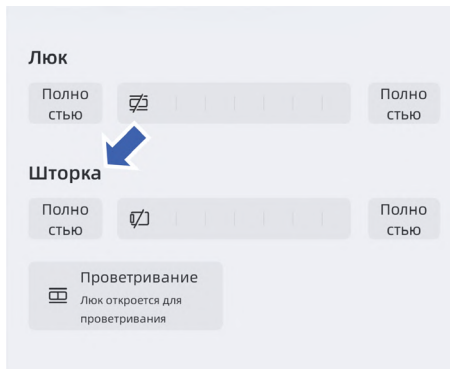 Люк
Полно
стью
Полно
стью
Шторка
Полно
стью
Полно
стью
Проветривание
Люк откроется для
проветривания